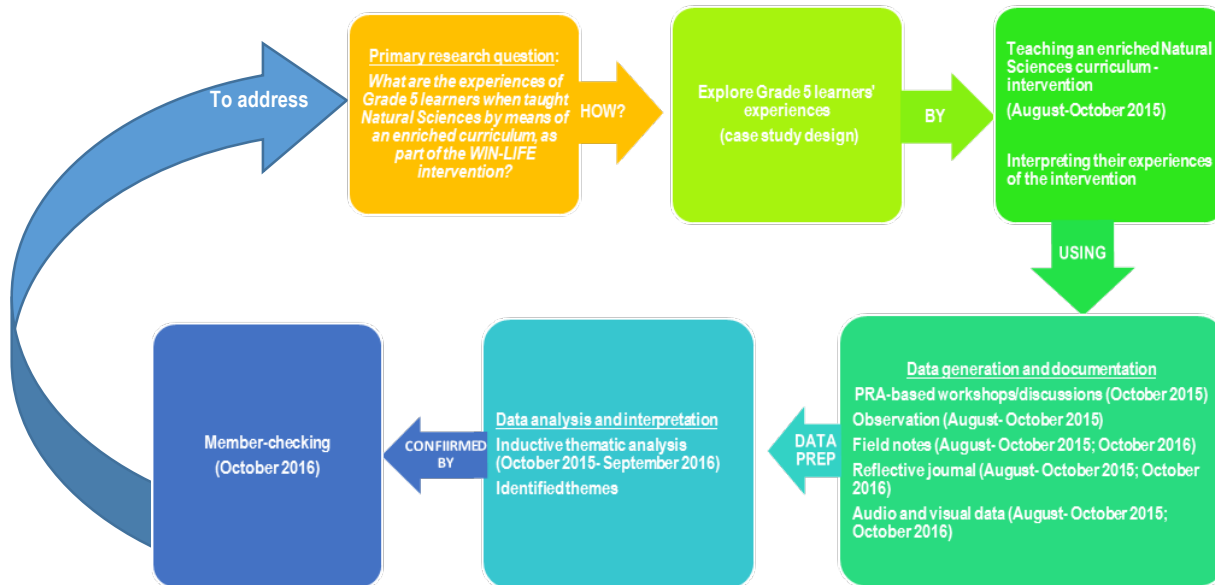 To address
Primary research question:
What are the experiences of
Grade 5 learners when taught
Natural Sciences by means of
an enriched curriculum, as
part of the WIN-LIFE
intervention?
HOW?
Explore Grade 5 learners'
experiences
(case study design)
BY
Teaching an enriched Natural
Sciences curriculum -
intervention
(August-October 2015)
Interpreting their experiences
of the intervention
USING
Data generation and documentation
PRA-based workshops/discussions (October 2015)
Observation (August- October 2015)
Field notes (August- October 2015; October 2016)
Reflective journal (August- October 2015; October
2016)
Audio and visual data (August- October 2015;
October 2016)
DATA
PREP
Data analysis and interpretation
Inductive thematic analysis
(October 2015- September 2016)
Identified themes
CONFIRMED
BY
Member-checking
(October 2016)